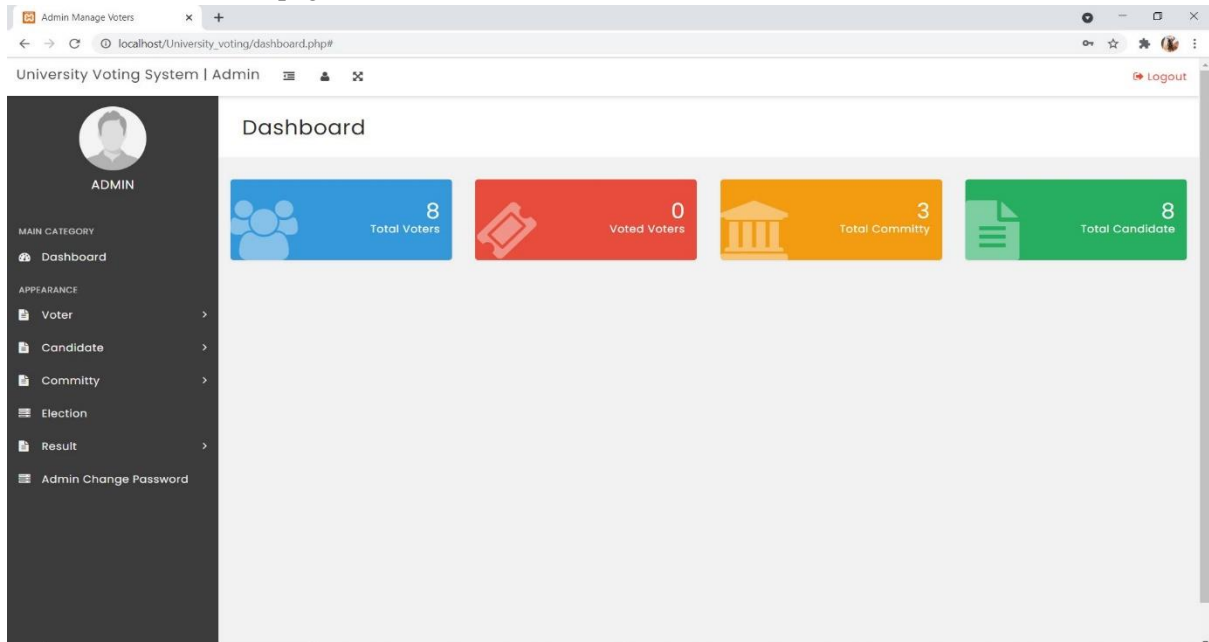 Admin Manage Voters
localhost/University_voting/dashboard.php#
University Voting System | Admin
Logout
ADMIN
MAIN CATEGORY
Dashboard
APPEARANCE
Voter
Candidate
Committy
Election
Result
Admin Change Password
Dashboard
8
Total Voters
0
Voted Voters
3
Total Committy
8
Total Candidate